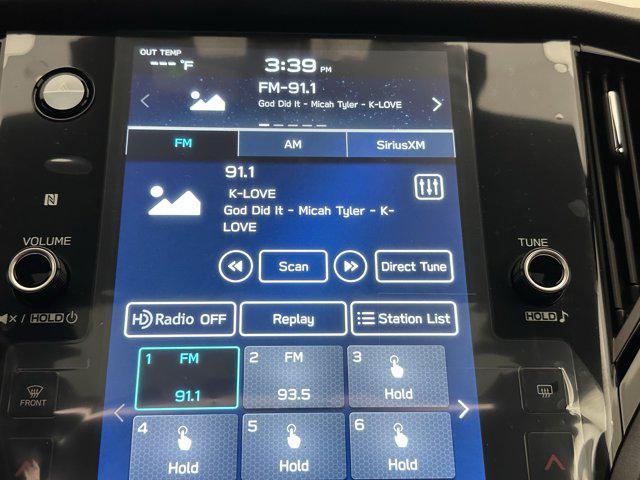 OUT TEMP
--- °F
3:39 PM
FM-91.1
God Did It - Micah Tyler - K-LOVE
FM AM SiriusXM
91.1
K-LOVE
God Did It - Micah Tyler - K-
LOVE
VOLUME
TUNE
Scan
Direct Tune
HOLD
HOLD
HD Radio OFF
Replay
Station List
1 FM
91.1
2 FM
93.5
3
Hold
FRONT
4
Hold
5
Hold
6
Hold